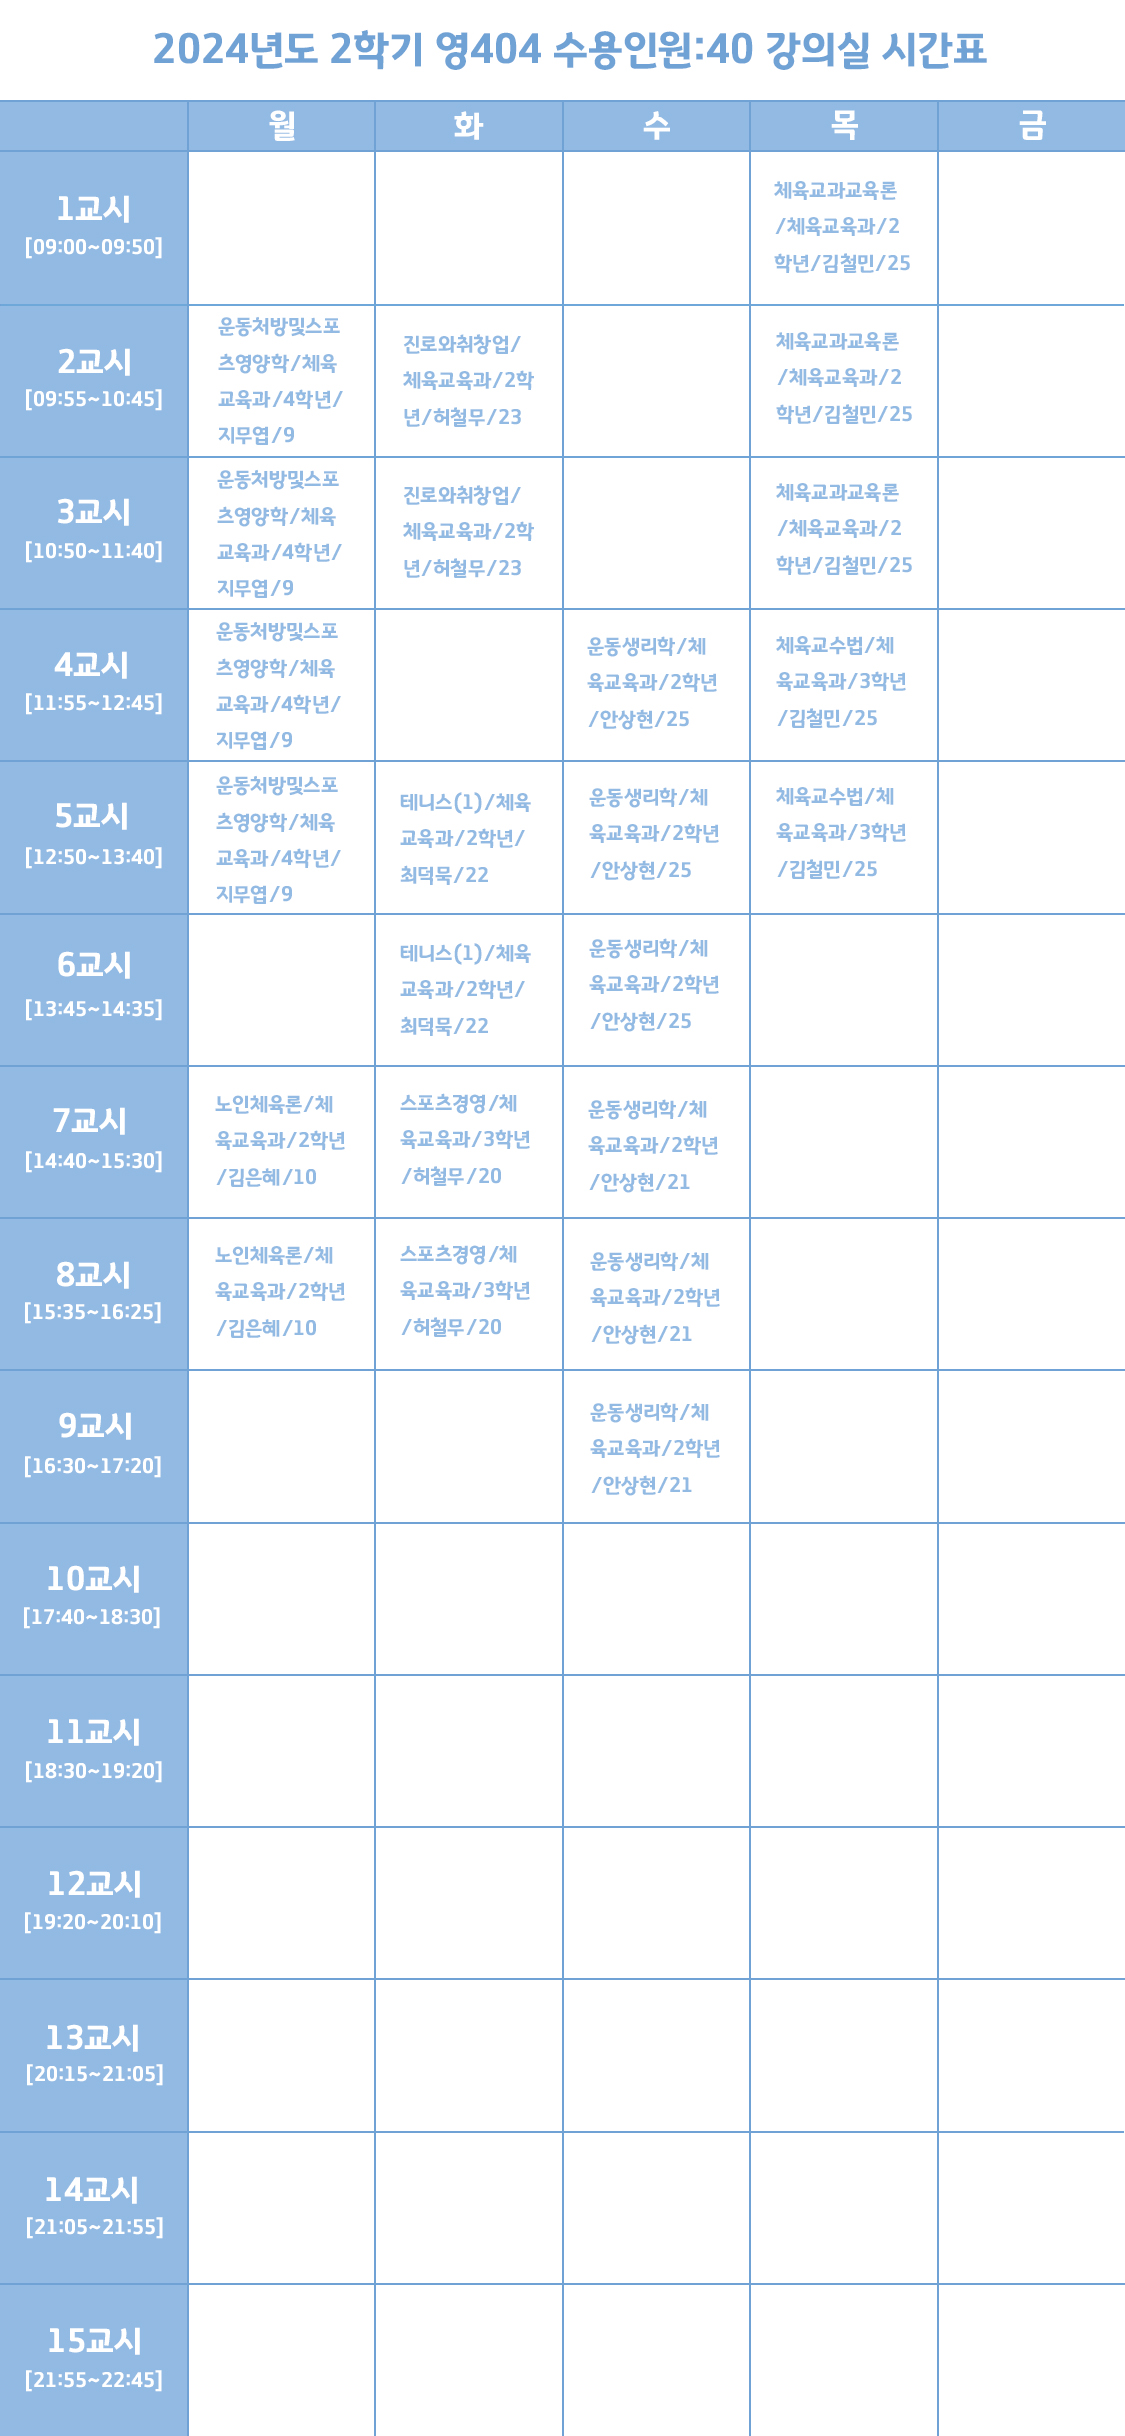 2024년도 2학기 영404 수용인원:40 강의실 시간표
월 화 수 목 금
1교시
[09:00~09:50]
체육교과교육론
/체육교육과/2
학년/김철민/25
2교시
[09:55~10:45]
운동처방및스포
츠영양학/체육
교육과/4학년/
지무엽/9
진로와취창업/
체육교육과/2학
년/허철무/23
체육교과교육론
/체육교육과/2
학년/김철민/25
3교시
[10:50~11:40]
운동처방및스포
츠영양학/체육
교육과/4학년/
지무엽/9
진로와취창업/
체육교육과/2학
년/허철무/23
체육교과교육론
/체육교육과/2
학년/김철민/25
4교시
[11:55~12:45]
운동처방및스포
츠영양학/체육
교육과/4학년/
지무엽/9
운동생리학/체
육교육과/2학년
/안상현/25
체육교수법/체
육교육과/3학년
/김철민/25
5교시
[12:50~13:40]
운동처방및스포
츠영양학/체육
교육과/4학년/
지무엽/9
테니스(1)/체육
교육과/2학년/
최덕묵/22
운동생리학/체
육교육과/2학년
/안상현/25
체육교수법/체
육교육과/3학년
/김철민/25
6교시
[13:45~14:35]
테니스(1)/체육
교육과/2학년/
최덕묵/22
운동생리학/체
육교육과/2학년
/안상현/25
7교시
[14:40~15:30]
노인체육론/체
육교육과/2학년
/김은혜/10
스포츠경영/체
육교육과/3학년
/허철무/20
운동생리학/체
육교육과/2학년
/안상현/21
8교시
[15:35~16:25]
노인체육론/체
육교육과/2학년
/김은혜/10
스포츠경영/체
육교육과/3학년
/허철무/20
운동생리학/체
육교육과/2학년
/안상현/21
9교시
[16:30~17:20]
운동생리학/체
육교육과/2학년
/안상현/21
10교시
[17:40~18:30]
11교시
[18:30~19:20]
12교시
[19:20~20:10]
13교시
[20:15~21:05]
14교시
[21:05~21:55]
15교시
[21:55~22:45]